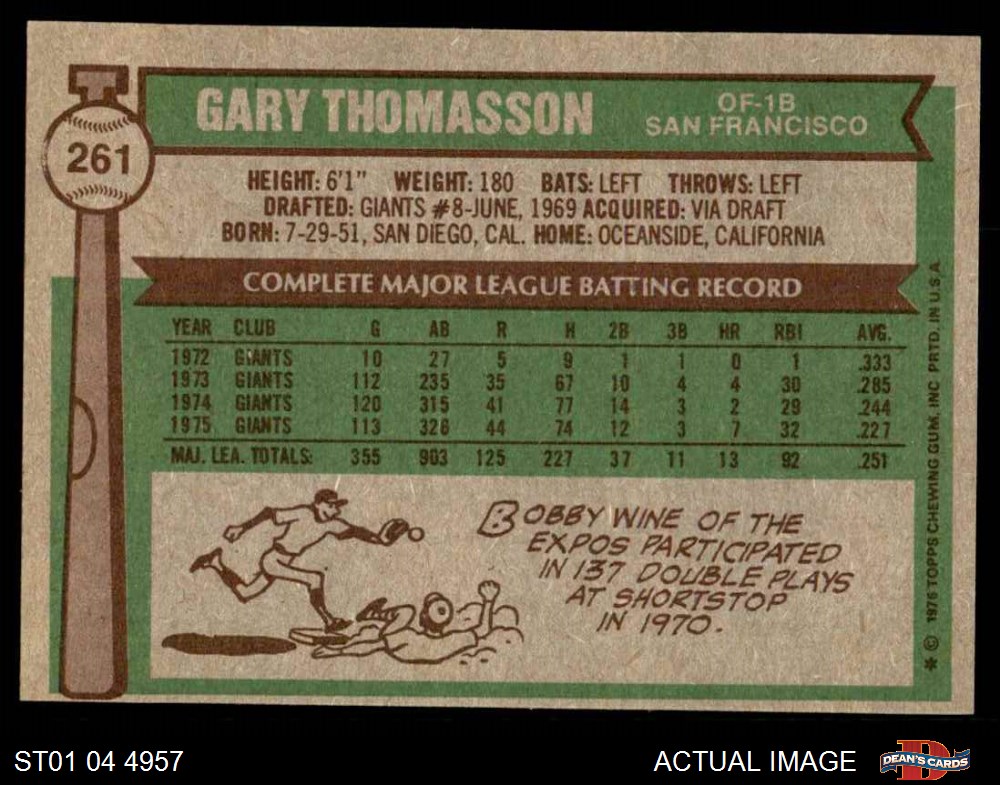 261
GARY THOMASSON
OF-1B
SAN FRANCISCO
HEIGHT: 6'1" WEIGHT: 180 BATS: LEFT THROWS: LEFT
DRAFTED: GIANTS #8-JUNE, 1969 ACQUIRED: VIA DRAFT
BORN: 7-29-51, SAN DIEGO, CAL. HOME: OCEANSIDE, CALIFORNIA
COMPLETE MAJOR LEAGUE BATTING RECORD
YEAR CLUB G AB R H 2B 3B HR RBI AVG.
1972 GIANTS 10 27 5 9 1 1 0 1 .333
1973 GIANTS 112 235 35 67 10 4 4 30 .285
1974 GIANTS 120 315 41 77 14 3 2 29 .244
1975 GIANTS 113 326 44 74 12 3 7 32 .227
MAJ. LEA. TOTALS: 355 903 125 227 37 11 13 92 .251
BOBBY WINE OF THE
EXPOS PARTICIPATED
IN 137 DOUBLE PLAYS
AT SHORTSTOP
IN 1970.
* © 1976 TOPPS CHEWING GUM, INC PRTD. IN U.S.A.
ST01 04 4957
ACTUAL IMAGE
D
DEAN'S CARDS